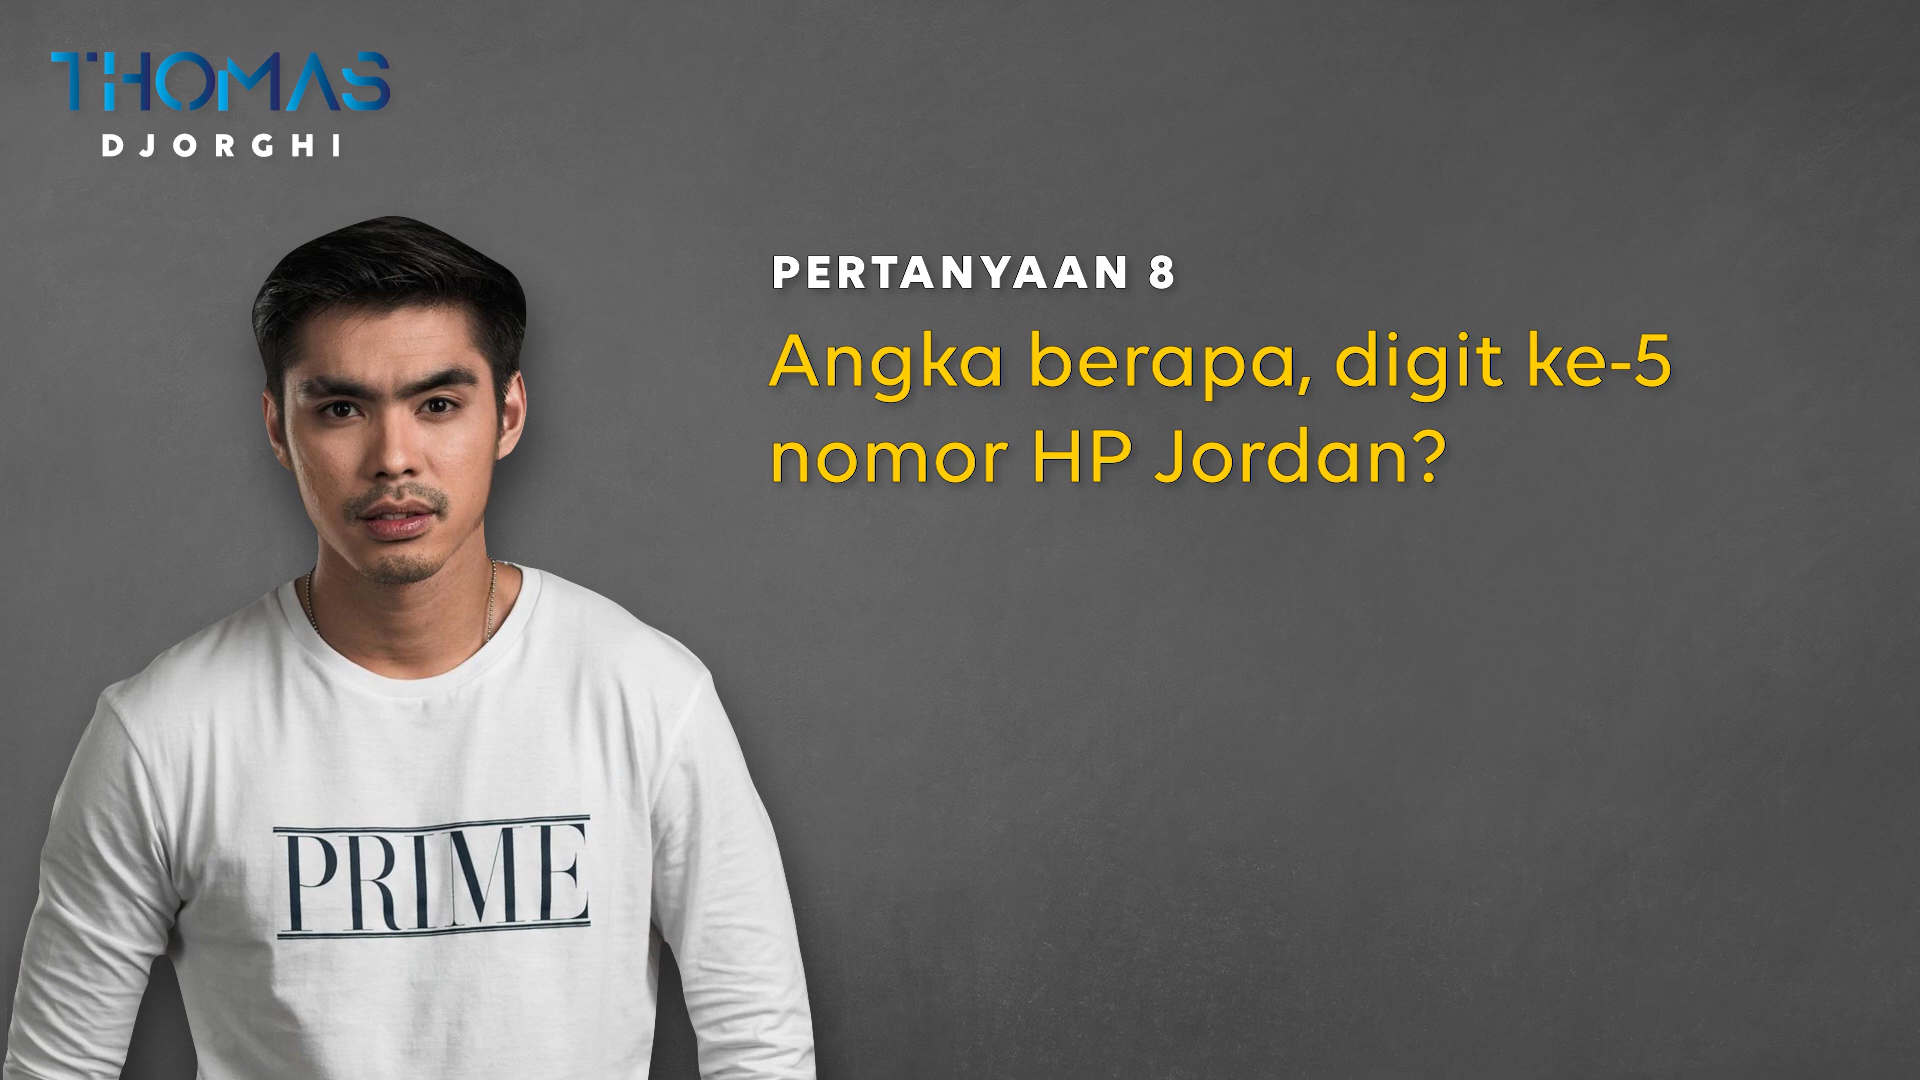 THOMAS
DJORGHI
PERTANYAAN 8
Angka berapa, digit ke-5
nomor HP Jordan?
PRIME